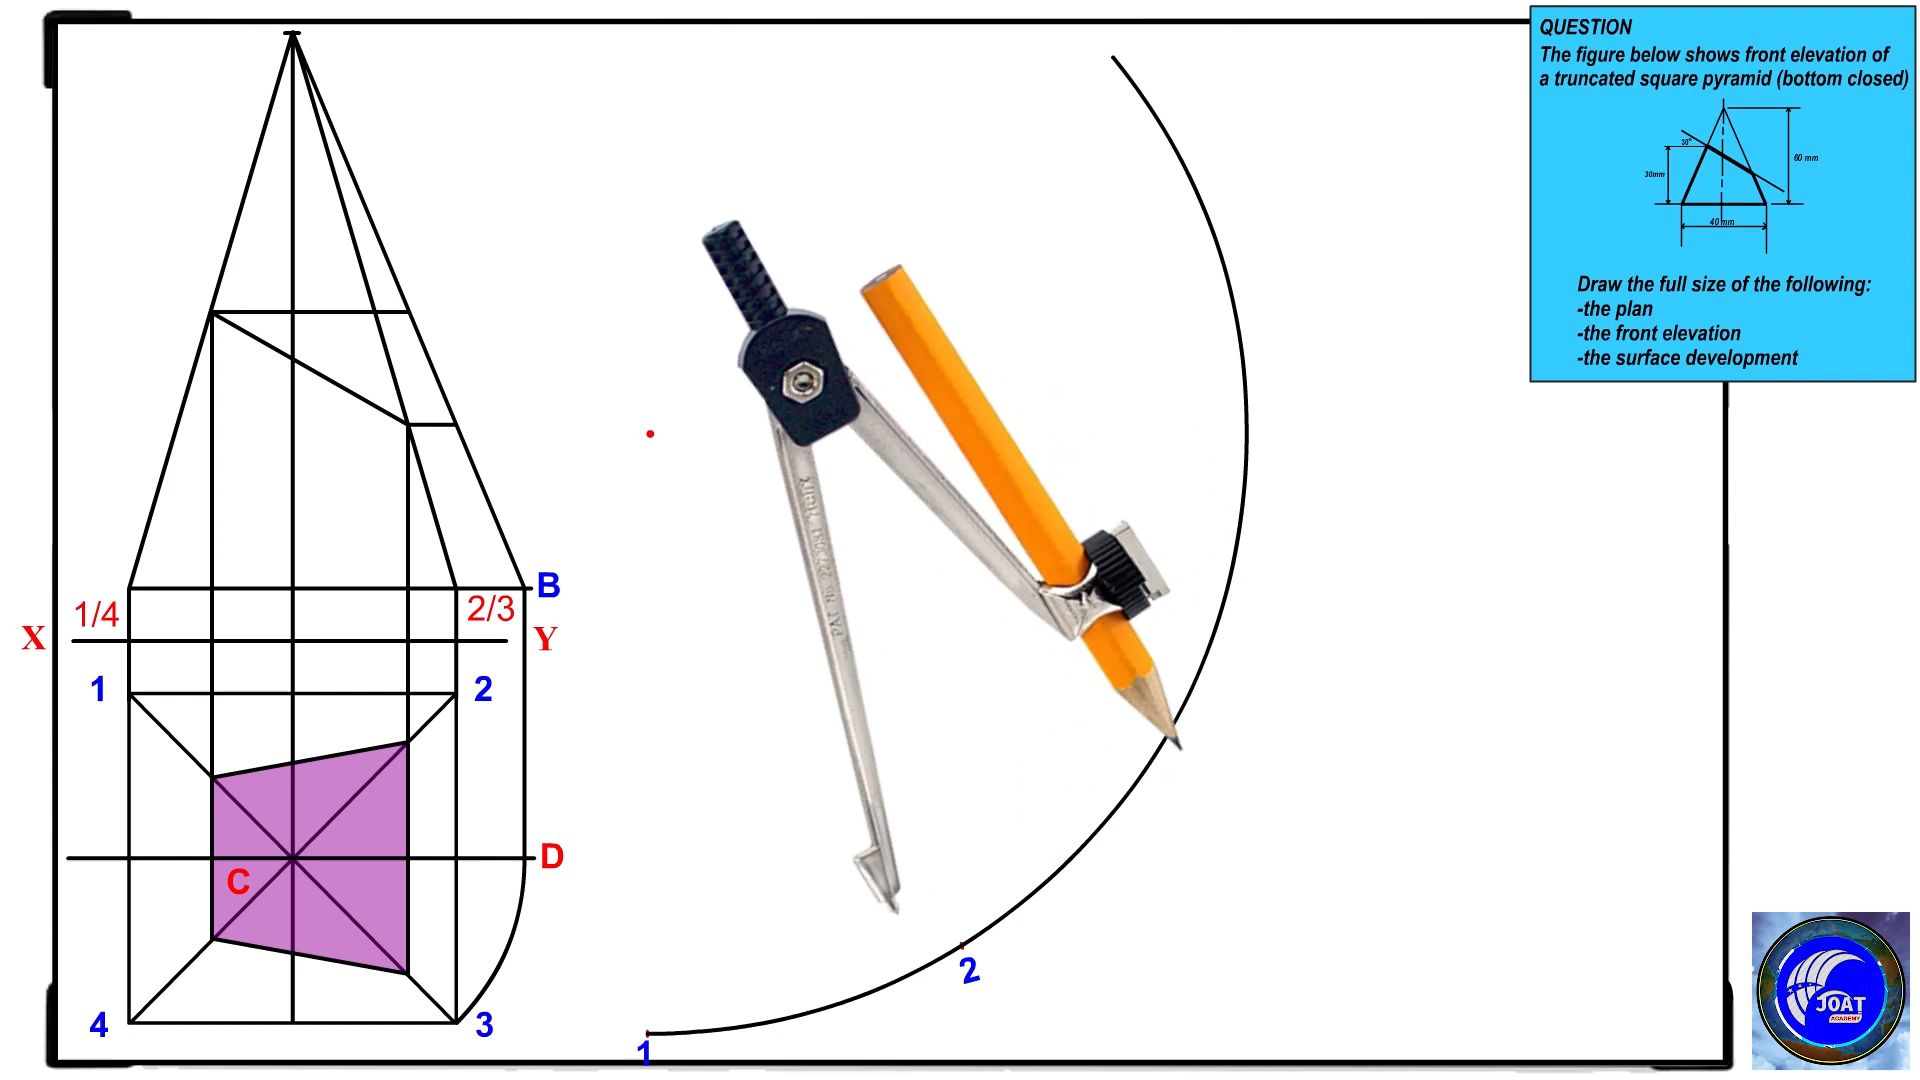 QUESTION
The figure below shows front elevation of
a truncated square pyramid (bottom closed)
30°
60 mm
30mm
40 mm
Draw the full size of the following:
-the plan
-the front elevation
-the surface development
B
1/4
2/3
X
Y
1
2
D
C
4
3
2
1
JOAT
ACADEMY